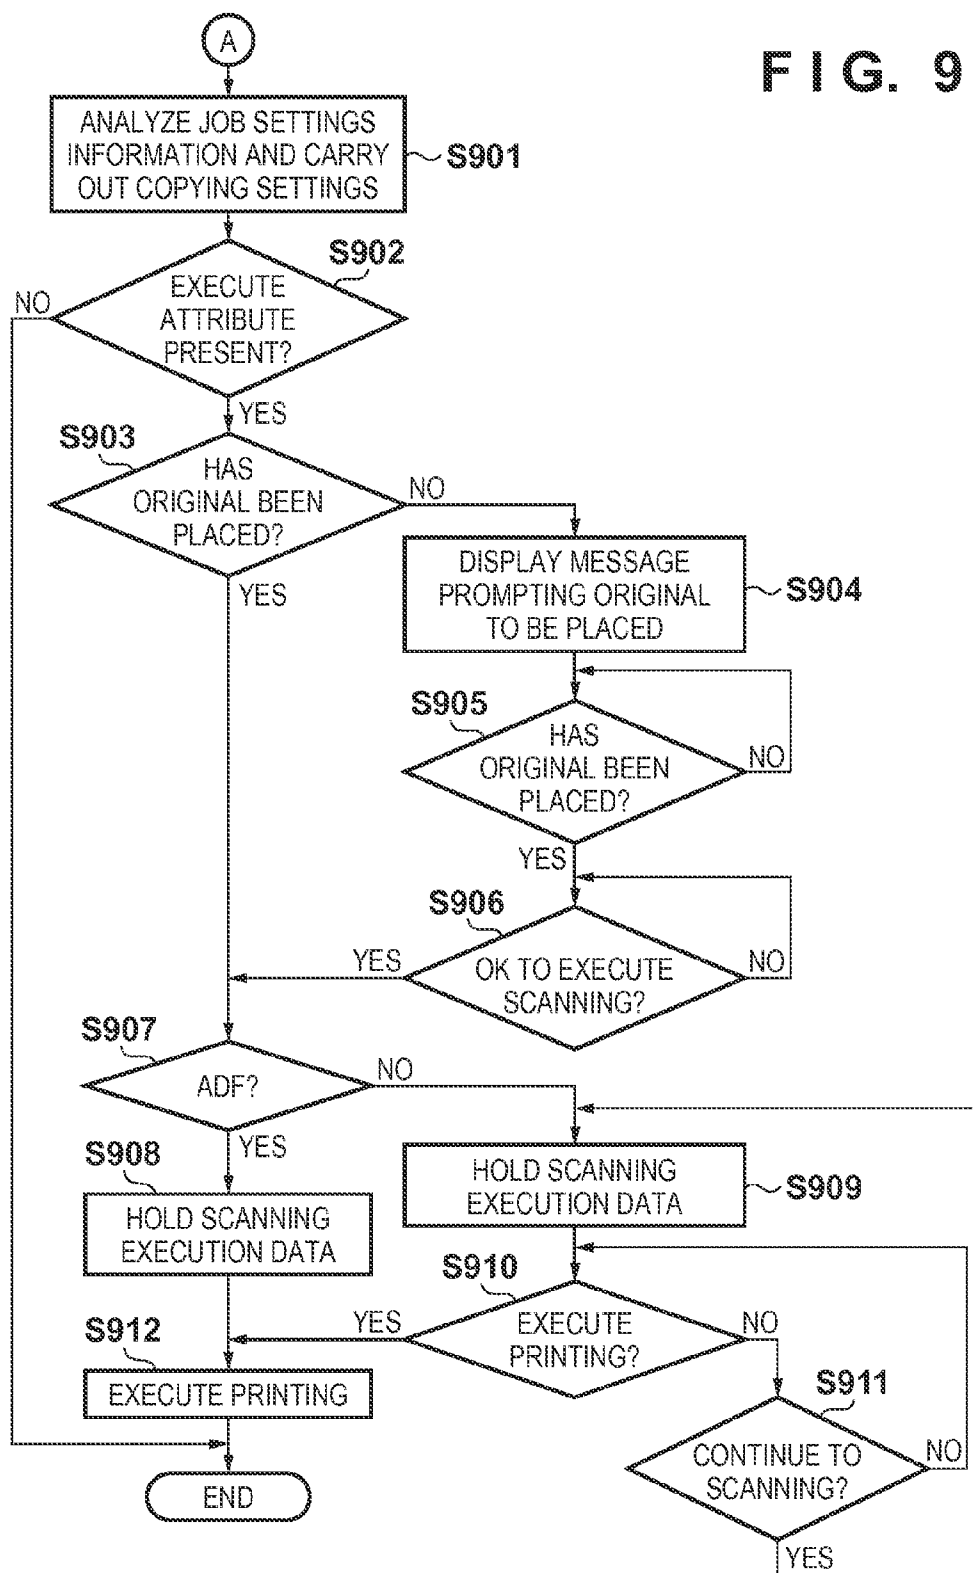 A
FIG. 9
ANALYZE JOB SETTINGS
INFORMATION AND CARRY
OUT COPYING SETTINGS
S901
S902
NO
EXECUTE
ATTRIBUTE
PRESENT?
YES
S903
HAS
ORIGINAL BEEN
PLACED?
NO
YES
DISPLAY MESSAGE
PROMPTING ORIGINAL
TO BE PLACED
S904
S905
HAS
ORIGINAL BEEN
PLACED?
NO
YES
S906
OK TO EXECUTE
SCANNING?
YES
NO
S907
ADF?
NO
YES
S908
HOLD SCANNING
EXECUTION DATA
HOLD SCANNING
EXECUTION DATA
S909
S910
EXECUTE
PRINTING?
YES
NO
S912
EXECUTE PRINTING
S911
CONTINUE TO
SCANNING?
NO
YES
END